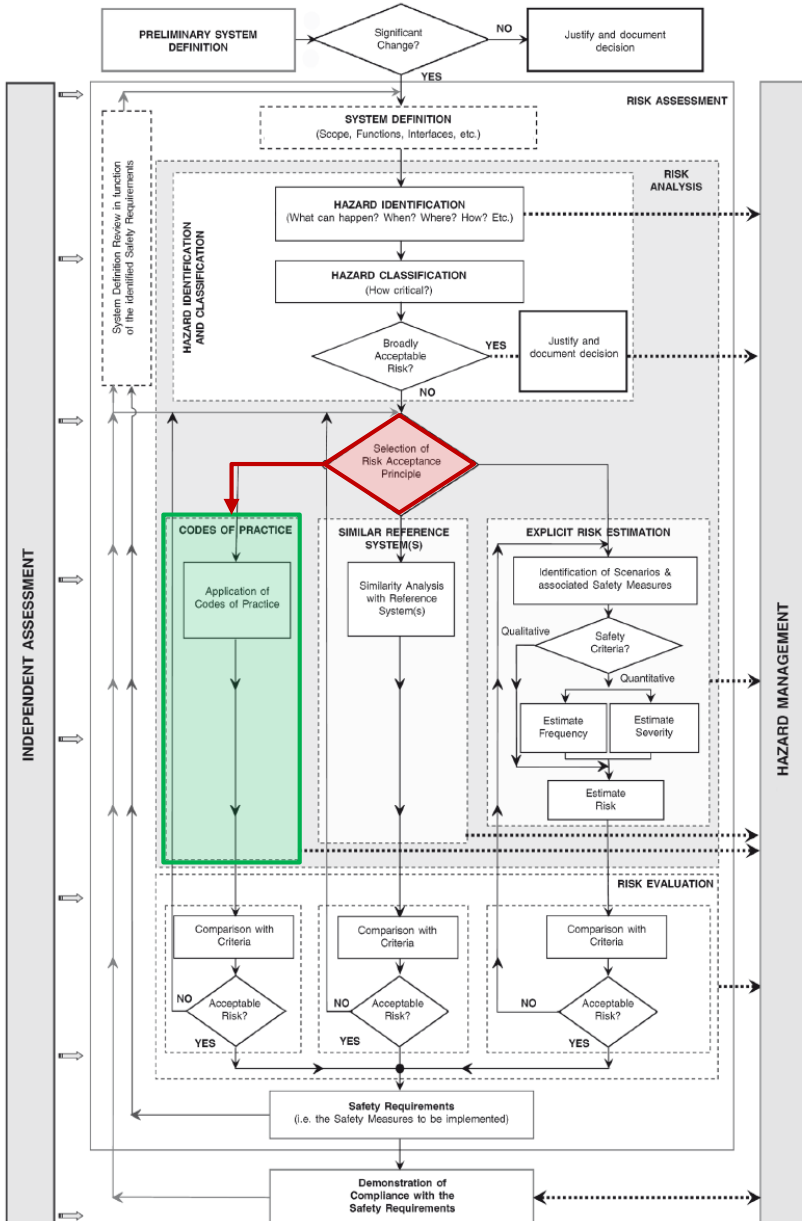 PRELIMINARY SYSTEM
DEFINITION
Significant
Change?
NO
Justify and document
decision
YES
RISK ASSESSMENT
SYSTEM DEFINITION
(Scope, Functions, Interfaces, etc.)
System Definition Review in function
of the identified Safety Requirements
RISK
ANALYSIS
HAZARD IDENTIFICATION
AND CLASSIFICATION
HAZARD IDENTIFICATION
(What can happen? When? Where? How? Etc.)
HAZARD CLASSIFICATION
(How critical?)
Broadly
Acceptable
Risk?
YES
Justify and
document decision
NO
Selection of
Risk Acceptance
Principle
INDEPENDENT ASSESSMENT
HAZARD MANAGEMENT
CODES OF PRACTICE
Application of
Codes of Practice
SIMILAR REFERENCE
SYSTEM(S)
Similarity Analysis
with Reference
System(s)
EXPLICIT RISK ESTIMATION
Identification of Scenarios &
associated Safety Measures
Qualitative
Safety
Criteria?
Quantitative
Estimate
Frequency
Estimate
Severity
Estimate
Risk
RISK EVALUATION
Comparison with
Criteria
NO
Acceptable
Risk?
YES
Comparison with
Criteria
NO
Acceptable
Risk?
YES
Comparison with
Criteria
NO
Acceptable
Risk?
YES
Safety Requirements
(i.e. the Safety Measures to be implemented)
Demonstration of
Compliance with the
Safety Requirements